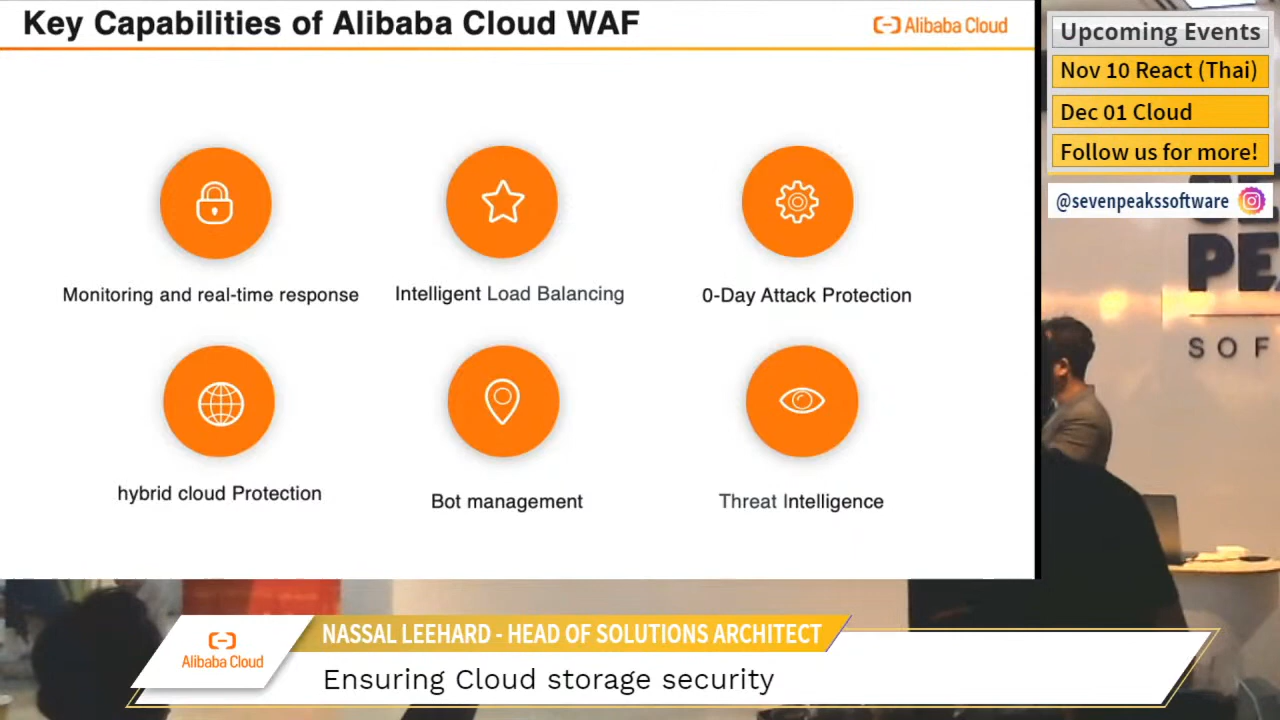 Key Capabilities of Alibaba Cloud WAF
Alibaba Cloud
Monitoring and real-time response
Intelligent Load Balancing
0-Day Attack Protection
hybrid cloud Protection
Bot management
Threat Intelligence
Upcoming Events
Nov 10 React (Thai)
Dec 01 Cloud
Follow us for more!
@sevenpeakssoftware
Alibaba Cloud
NASSAL LEEHARD - HEAD OF SOLUTIONS ARCHITECT
Ensuring Cloud storage security